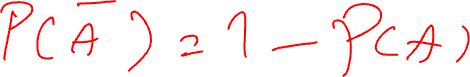 P(A̅) = 1 − P(A)